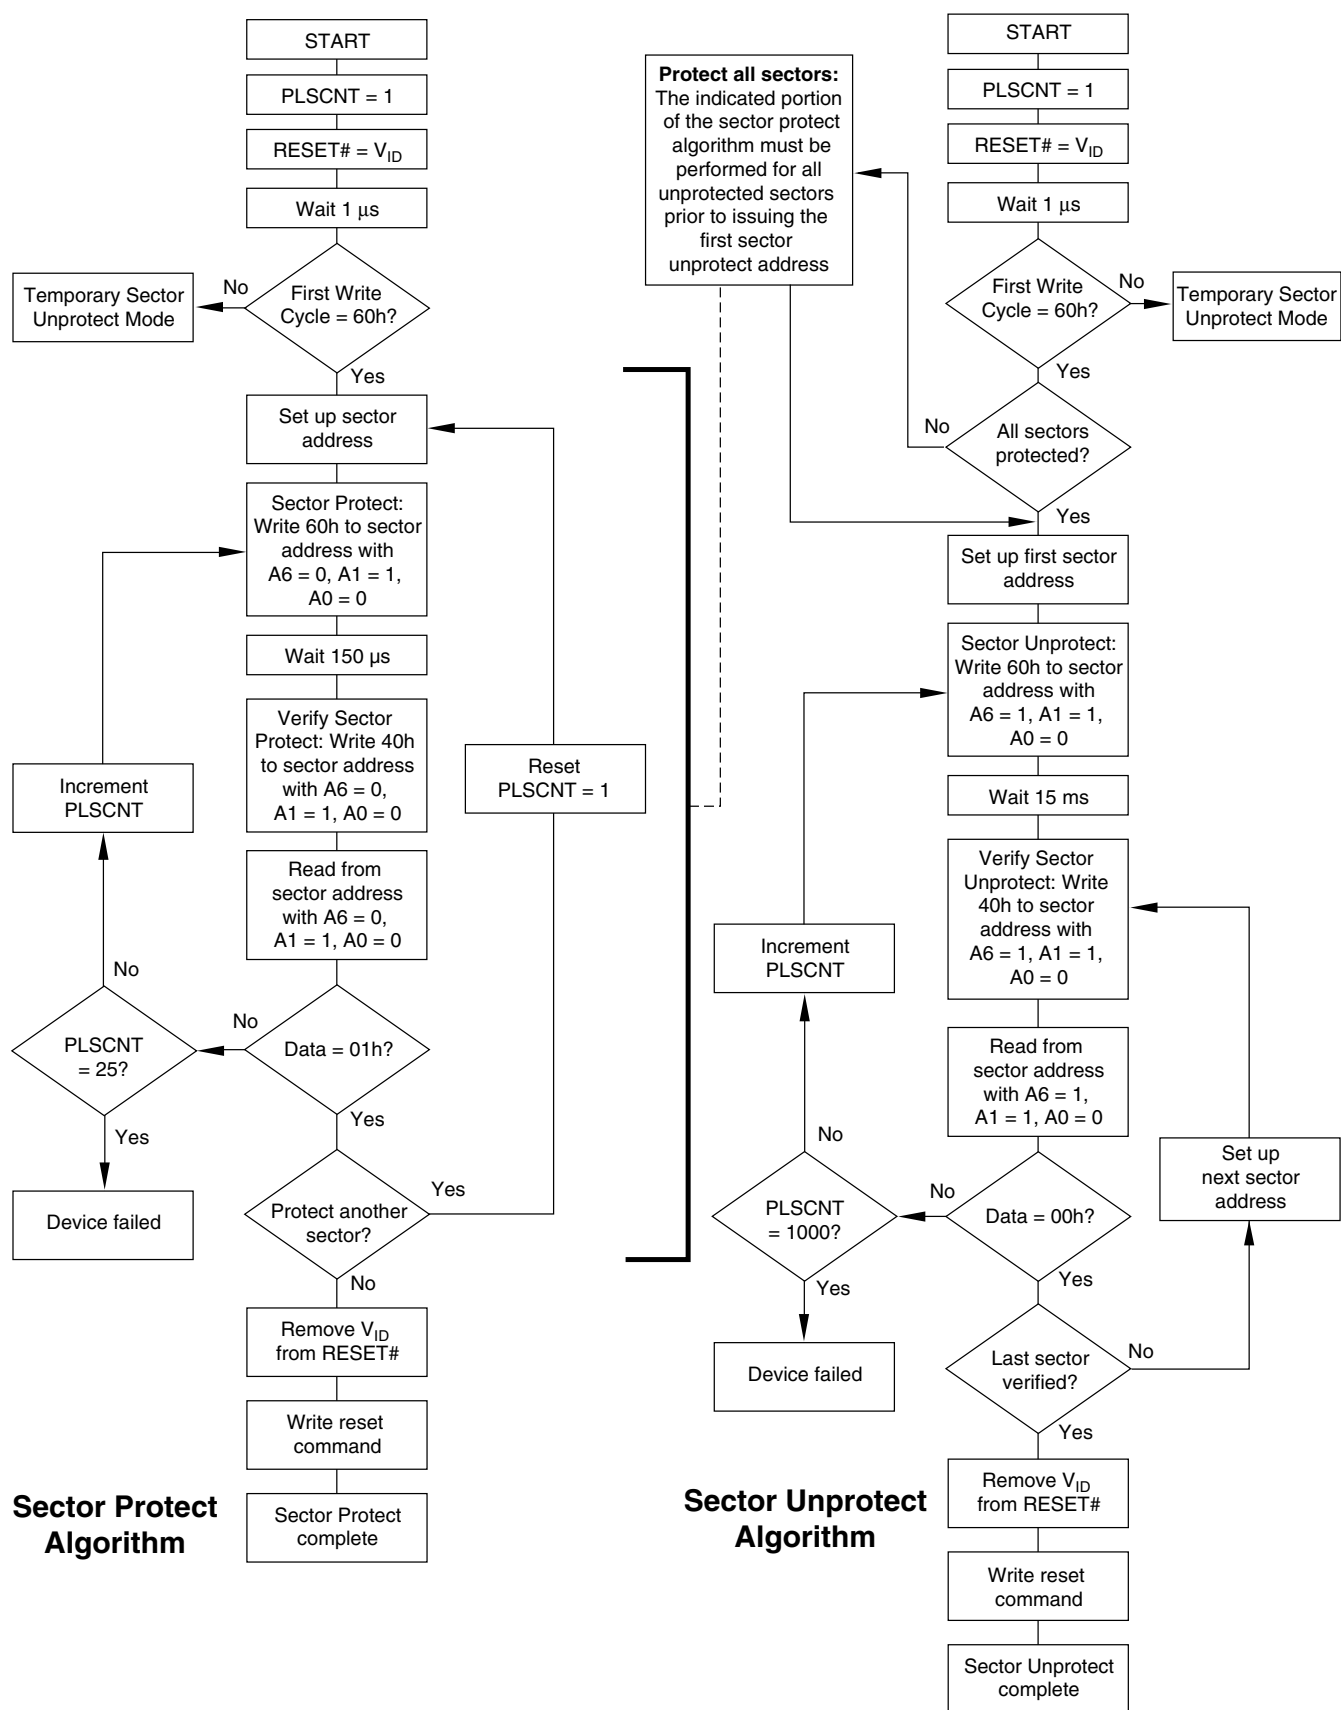 START
PLSCNT = 1
RESET# = VID
Wait 1 μs
First Write
Cycle = 60h?
No
Temporary Sector
Unprotect Mode
Yes
Set up sector
address
Sector Protect:
Write 60h to sector
address with
A6 = 0, A1 = 1,
A0 = 0
Wait 150 µs
Verify Sector
Protect: Write 40h
to sector address
with A6 = 0,
A1 = 1, A0 = 0
Increment
PLSCNT
Reset
PLSCNT = 1
Read from
sector address
with A6 = 0,
A1 = 1, A0 = 0
No
PLSCNT
= 25?
No
Data = 01h?
Yes
Yes
Device failed
Protect another
sector?
Yes
No
Remove VID
from RESET#
Write reset
command
Sector Protect
complete
Sector Protect
Algorithm
Protect all sectors:
The indicated portion
of the sector protect
algorithm must be
performed for all
unprotected sectors
prior to issuing the
first sector
unprotect address
START
PLSCNT = 1
RESET# = VID
Wait 1 μs
First Write
Cycle = 60h?
No
Temporary Sector
Unprotect Mode
Yes
No
All sectors
protected?
Yes
Set up first sector
address
Sector Unprotect:
Write 60h to sector
address with
A6 = 1, A1 = 1,
A0 = 0
Wait 15 ms
Verify Sector
Unprotect: Write
40h to sector
address with
A6 = 1, A1 = 1,
A0 = 0
Increment
PLSCNT
Read from
sector address
with A6 = 1,
A1 = 1, A0 = 0
No
PLSCNT
= 1000?
No
Data = 00h?
Set up
next sector
address
Yes
Yes
Device failed
Last sector
verified?
No
Yes
Remove VID
from RESET#
Write reset
command
Sector Unprotect
complete
Sector Unprotect
Algorithm